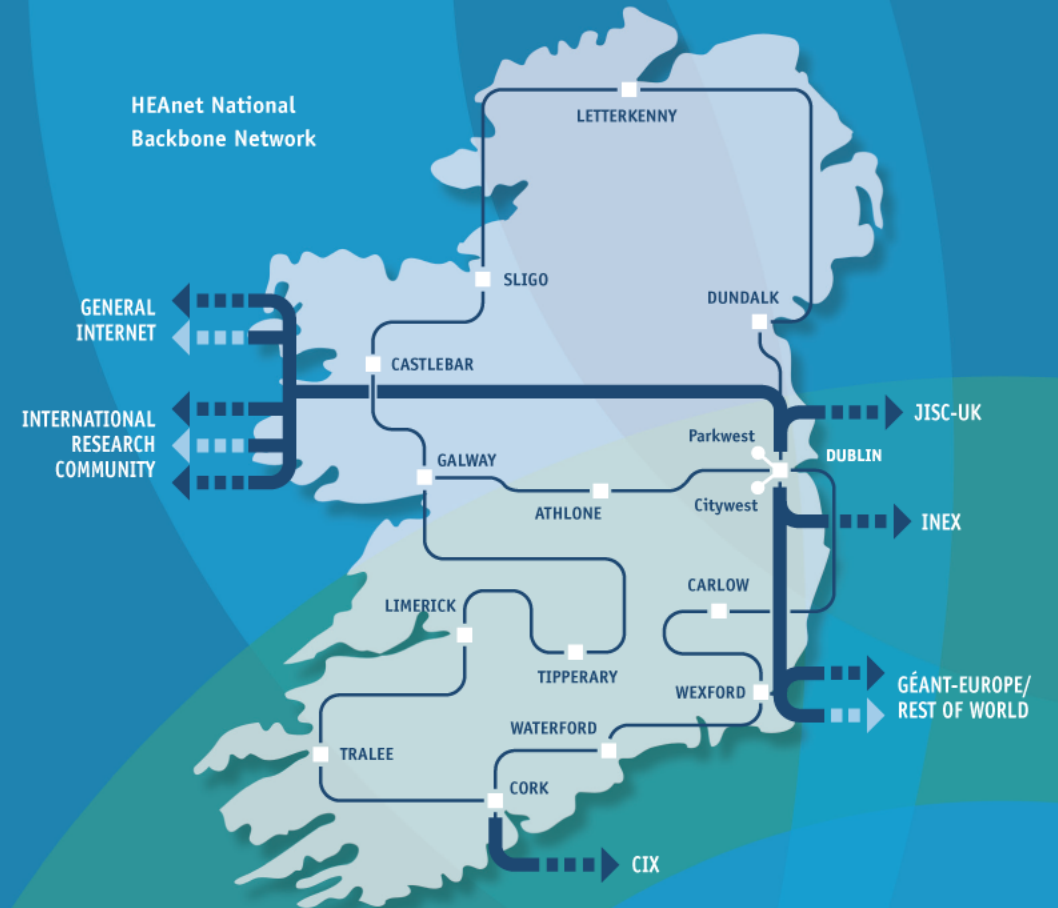 HEAnet National
Backbone Network
LETTERKENNY
SLIGO
DUNDALK
GENERAL
INTERNET
CASTLEBAR
INTERNATIONAL
RESEARCH
COMMUNITY
JISC-UK
Parkwest
DUBLIN
GALWAY
Citywest
ATHLONE
INEX
CARLOW
LIMERICK
TIPPERARY
WEXFORD
GÉANT-EUROPE/
REST OF WORLD
WATERFORD
TRALEE
CORK
CIX